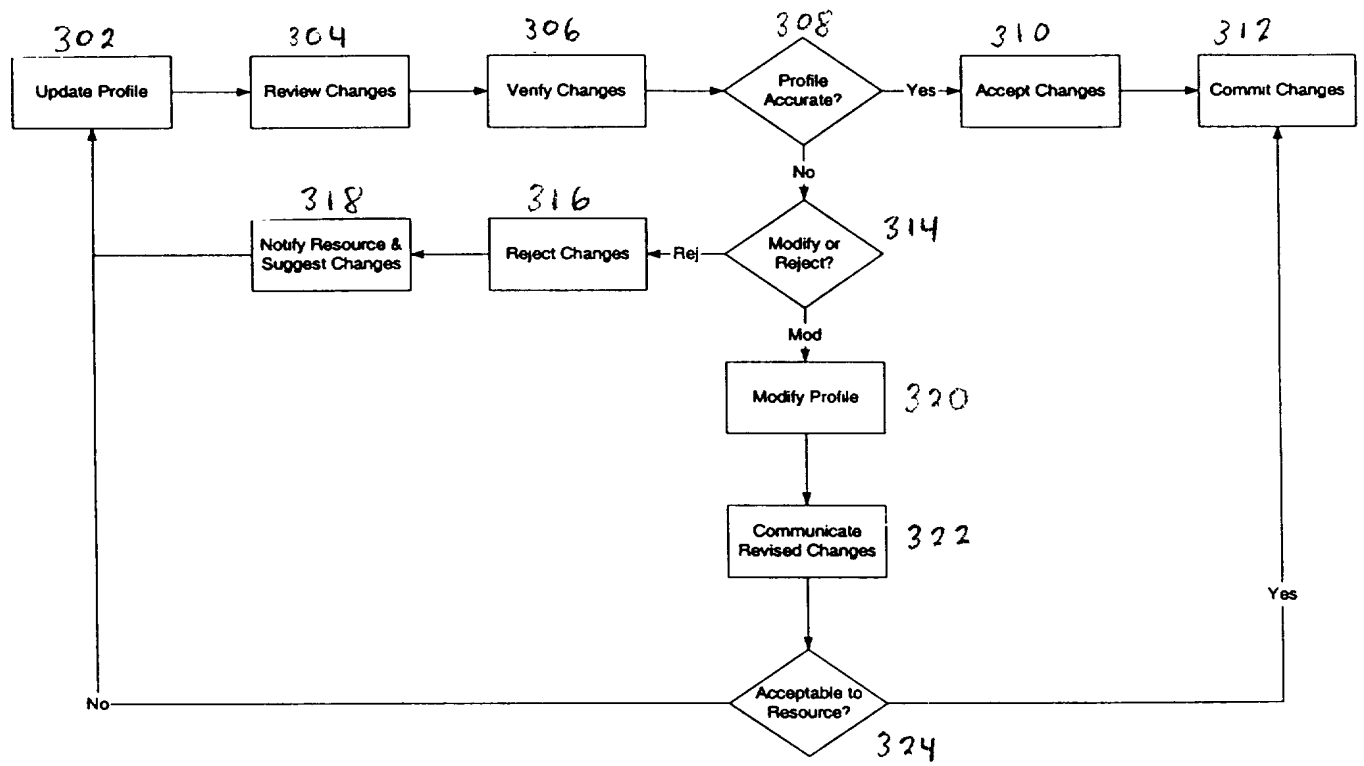 302
304
306
308
310
312
Update Profile
Review Changes
Verify Changes
Profile
Accurate?
Yes
Accept Changes
Commit Changes
No
318
316
314
Notify Resource &
Suggest Changes
Reject Changes
Rej
Modify or
Reject?
Mod
Modify Profile
320
Communicate
Revised Changes
322
Yes
No
Acceptable to
Resource?
324